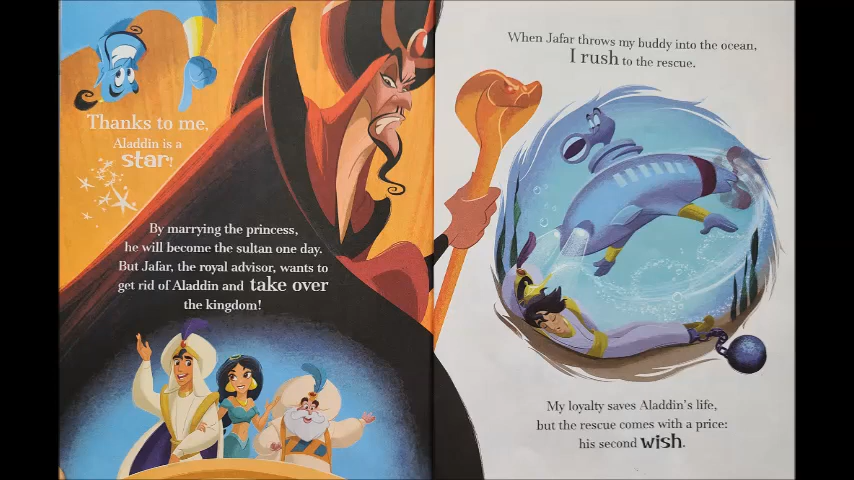 Thanks to me,
Aladdin is a
star!
By marrying the princess,
he will become the sultan one day.
But Jafar, the royal advisor, wants to
get rid of Aladdin and take over
the kingdom!
When Jafar throws my buddy into the ocean,
I rush to the rescue.
My loyalty saves Aladdin's life,
but the rescue comes with a price:
his second wish.